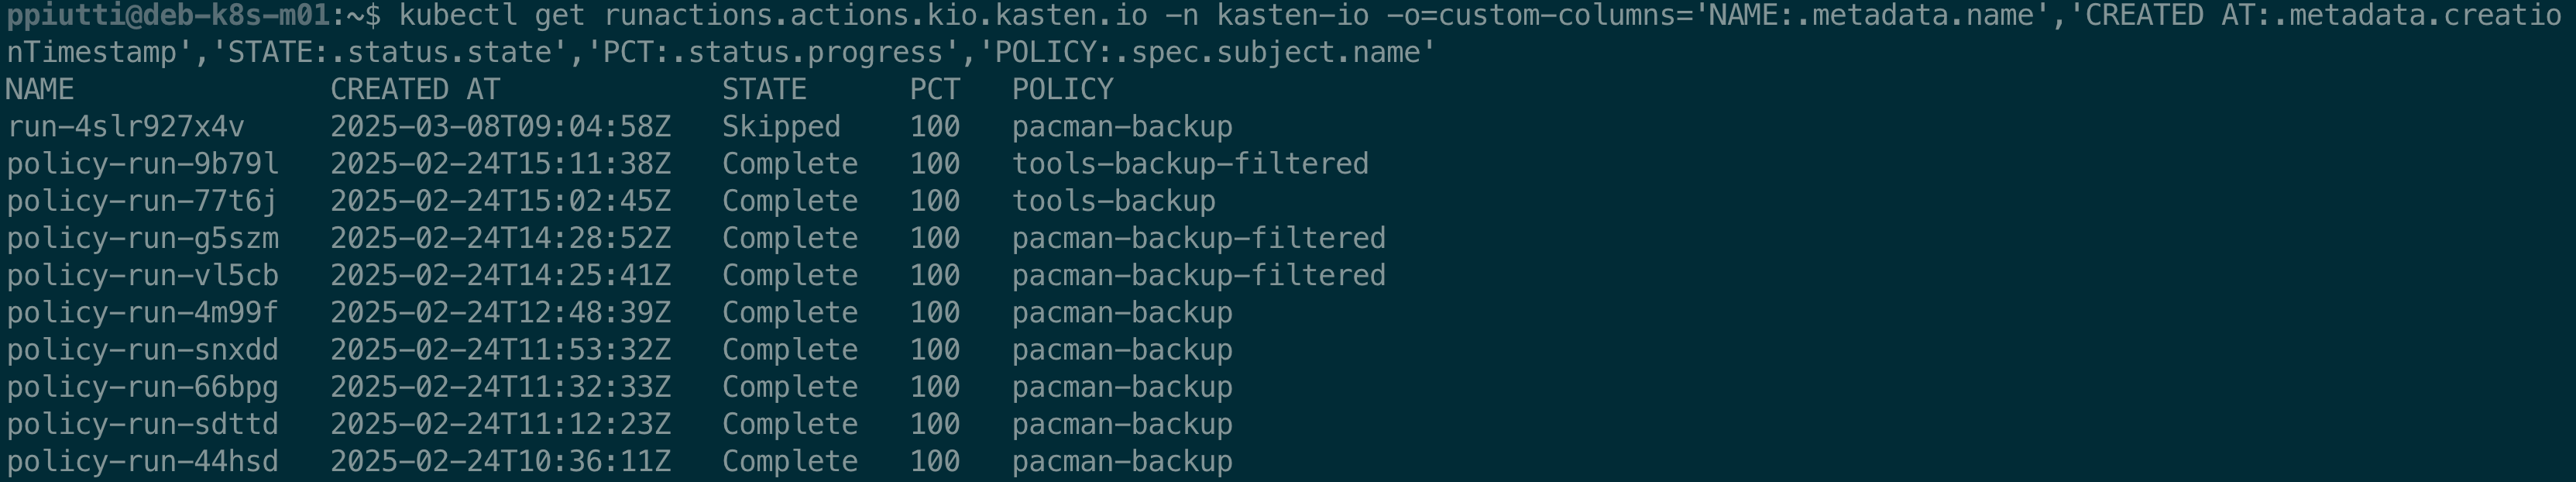 ppiutti@deb-k8s-m01:~$ kubectl get runactions.actions.kio.kasten.io -n kasten-io -o=custom-columns='NAME:.metadata.name','CREATED AT:.metadata.creatio
nTimestamp','STATE:.status.state','PCT:.status.progress','POLICY:.spec.subject.name'
NAME CREATED AT STATE PCT POLICY
run-4slr927x4v 2025-03-08T09:04:58Z Skipped 100 pacman-backup
policy-run-9b79l 2025-02-24T15:11:38Z Complete 100 tools-backup-filtered
policy-run-77t6j 2025-02-24T15:02:45Z Complete 100 tools-backup
policy-run-g5szm 2025-02-24T14:28:52Z Complete 100 pacman-backup-filtered
policy-run-vl5cb 2025-02-24T14:25:41Z Complete 100 pacman-backup-filtered
policy-run-4m99f 2025-02-24T12:48:39Z Complete 100 pacman-backup
policy-run-snxdd 2025-02-24T11:53:32Z Complete 100 pacman-backup
policy-run-66bpg 2025-02-24T11:32:33Z Complete 100 pacman-backup
policy-run-sdttd 2025-02-24T11:12:23Z Complete 100 pacman-backup
policy-run-44hsd 2025-02-24T10:36:11Z Complete 100 pacman-backup